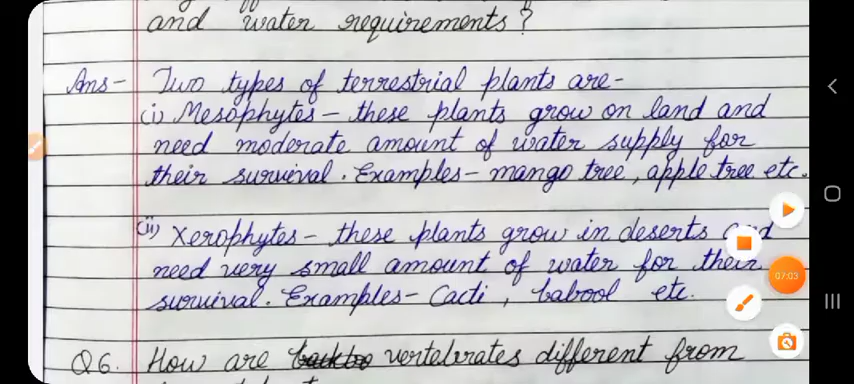 and water requirements?
Ans- Two types of terrestrial plants are-
(i) Mesophytes - these plants grow on land and
need moderate amount of water supply for
their survival. Examples - mango tree, apple tree etc.
(ii) Xerophytes - these plants grow in deserts and
need very small amount of water for their
survival. Examples - Cacti, babool etc.
07:03
Q6. How are vertebrates different from